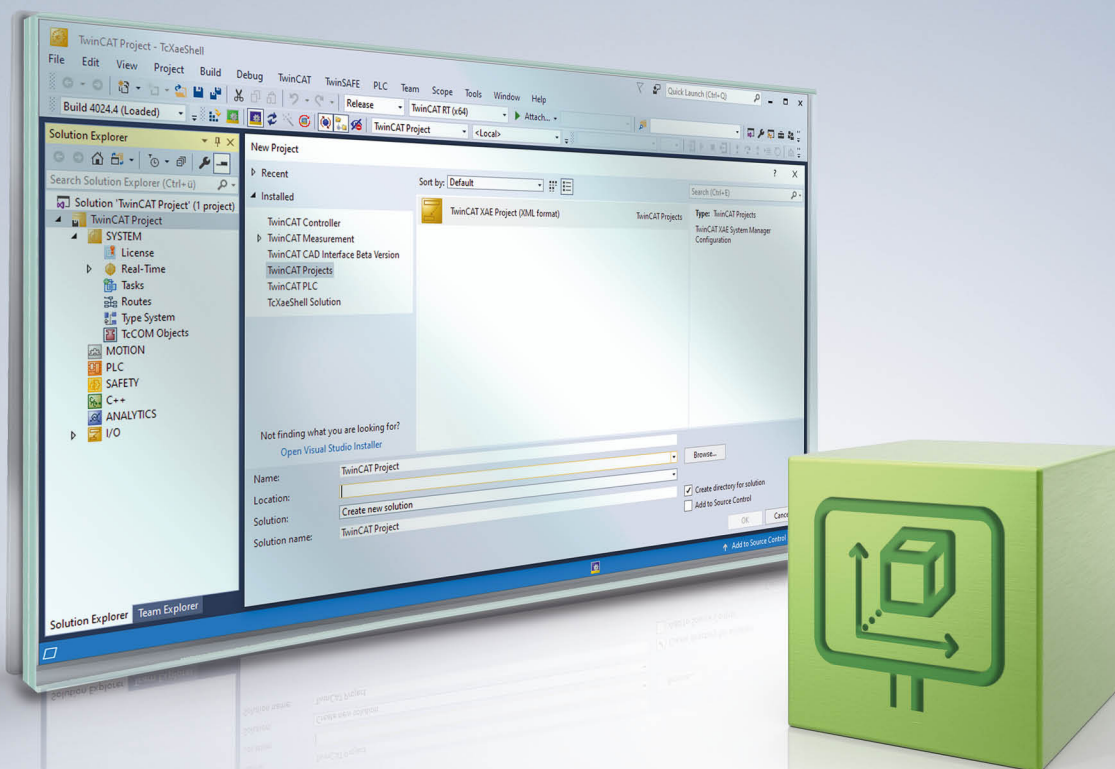 TwinCAT Project - TcXaeShell
File Edit View Project Build Debug TwinCAT TwinSAFE PLC Team Scope Tools Window Help
Quick Launch (Ctrl+Q)
Release TwinCAT RT (x64) Attach...
Build 4024.4 (Loaded) TwinCAT Project <Local>
Solution Explorer
Search Solution Explorer (Ctrl+ü)
Solution 'TwinCAT Project' (1 project)
TwinCAT Project
SYSTEM
License
Real-Time
Tasks
Routes
Type System
TcCOM Objects
MOTION
PLC
SAFETY
C++
ANALYTICS
I/O
Solution Explorer Team Explorer
New Project
? X
Recent
Installed
TwinCAT Controller
TwinCAT Measurement
TwinCAT CAD Interface Beta Version
TwinCAT Projects
TwinCAT PLC
TcXaeShell Solution
Not finding what you are looking for?
Open Visual Studio Installer
Sort by: Default
TwinCAT XAE Project (XML format) TwinCAT Projects
Search (Ctrl+E)
Type: TwinCAT Projects
TwinCAT XAE System Manager
Configuration
Name: TwinCAT Project
Location:
Browse...
Solution: Create new solution
Solution name: TwinCAT Project
Create directory for solution
Add to Source Control
OK Cance
Add to Source Control